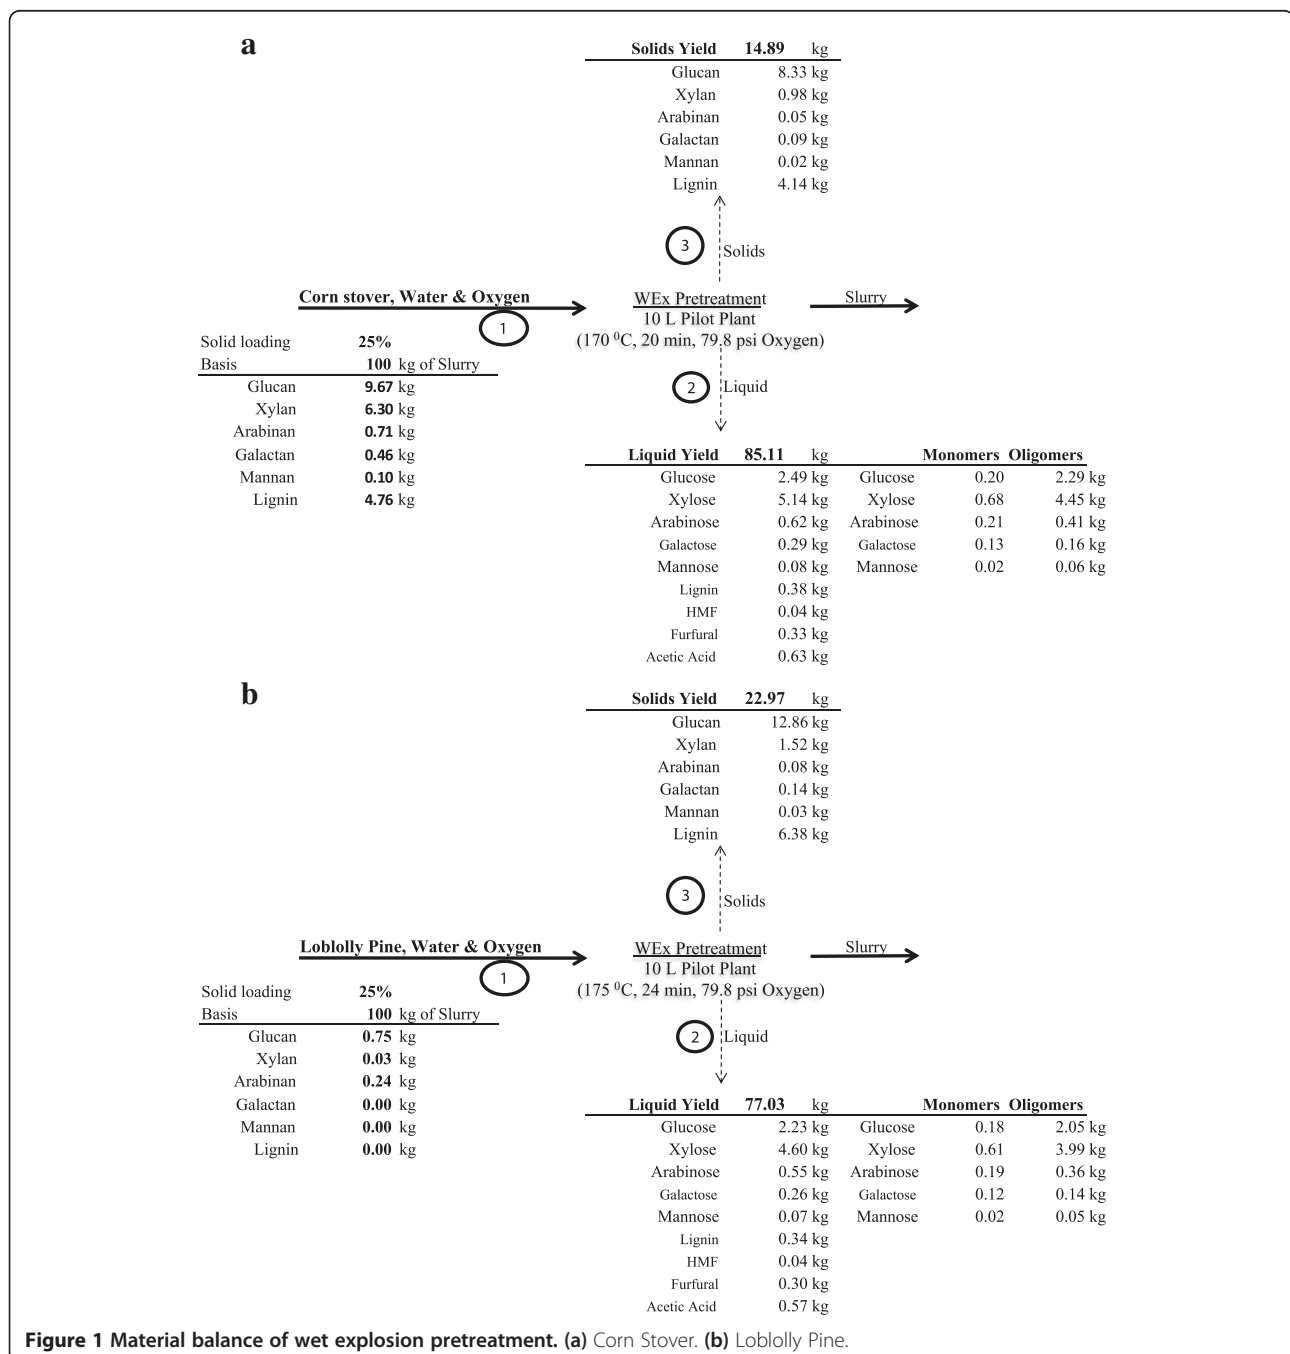 a
Solids Yield 14.89 kg
Glucan 8.33 kg
Xylan 0.98 kg
Arabinan 0.05 kg
Galactan 0.09 kg
Mannan 0.02 kg
Lignin 4.14 kg
3 Solids
Corn stover, Water & Oxygen
1
WEx Pretreatment
10 L Pilot Plant
(170 ⁰C, 20 min, 79.8 psi Oxygen)
Slurry
Solid loading 25%
Basis 100 kg of Slurry
Glucan 9.67 kg
Xylan 6.30 kg
Arabinan 0.71 kg
Galactan 0.46 kg
Mannan 0.10 kg
Lignin 4.76 kg
2 Liquid
Liquid Yield 85.11 kg Monomers Oligomers
Glucose 2.49 kg Glucose 0.20 2.29 kg
Xylose 5.14 kg Xylose 0.68 4.45 kg
Arabinose 0.62 kg Arabinose 0.21 0.41 kg
Galactose 0.29 kg Galactose 0.13 0.16 kg
Mannose 0.08 kg Mannose 0.02 0.06 kg
Lignin 0.38 kg
HMF 0.04 kg
Furfural 0.33 kg
Acetic Acid 0.63 kg
b
Solids Yield 22.97 kg
Glucan 12.86 kg
Xylan 1.52 kg
Arabinan 0.08 kg
Galactan 0.14 kg
Mannan 0.03 kg
Lignin 6.38 kg
3 Solids
Loblolly Pine, Water & Oxygen
1
WEx Pretreatment
10 L Pilot Plant
(175 ⁰C, 24 min, 79.8 psi Oxygen)
Slurry
Solid loading 25%
Basis 100 kg of Slurry
Glucan 0.75 kg
Xylan 0.03 kg
Arabinan 0.24 kg
Galactan 0.00 kg
Mannan 0.00 kg
Lignin 0.00 kg
2 Liquid
Liquid Yield 77.03 kg Monomers Oligomers
Glucose 2.23 kg Glucose 0.18 2.05 kg
Xylose 4.60 kg Xylose 0.61 3.99 kg
Arabinose 0.55 kg Arabinose 0.19 0.36 kg
Galactose 0.26 kg Galactose 0.12 0.14 kg
Mannose 0.07 kg Mannose 0.02 0.05 kg
Lignin 0.34 kg
HMF 0.04 kg
Furfural 0.30 kg
Acetic Acid 0.57 kg
Figure 1 Material balance of wet explosion pretreatment. (a) Corn Stover. (b) Loblolly Pine.